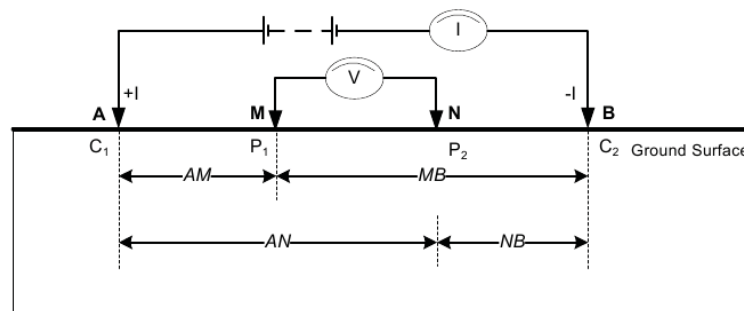 I
V
A +I M N -I B
C1 P1 P2 C2 Ground Surface
AM MB
AN NB